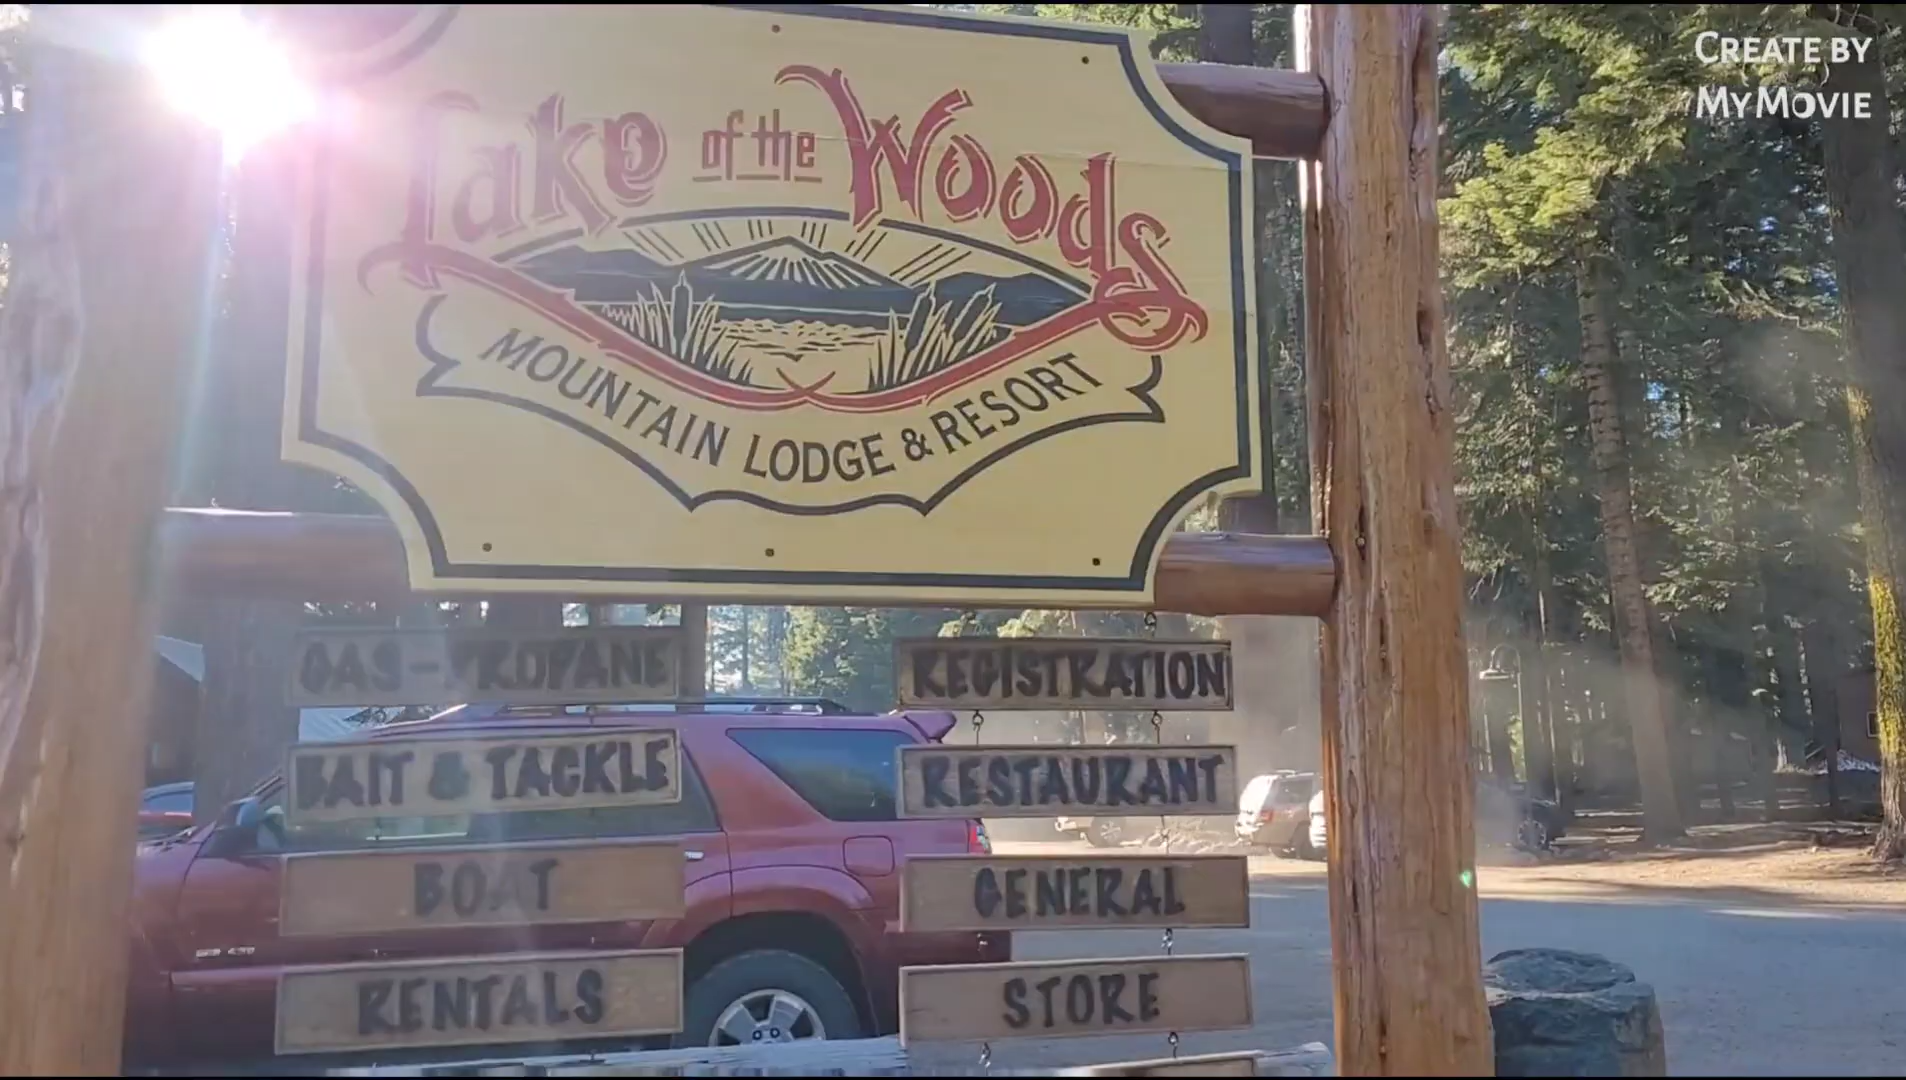 CREATE BY
MYMOVIE
Lake of the Woods
MOUNTAIN LODGE & RESORT
GAS-PROPANE
BAIT & TACKLE
BOAT
RENTALS
REGISTRATION
RESTAURANT
GENERAL
STORE